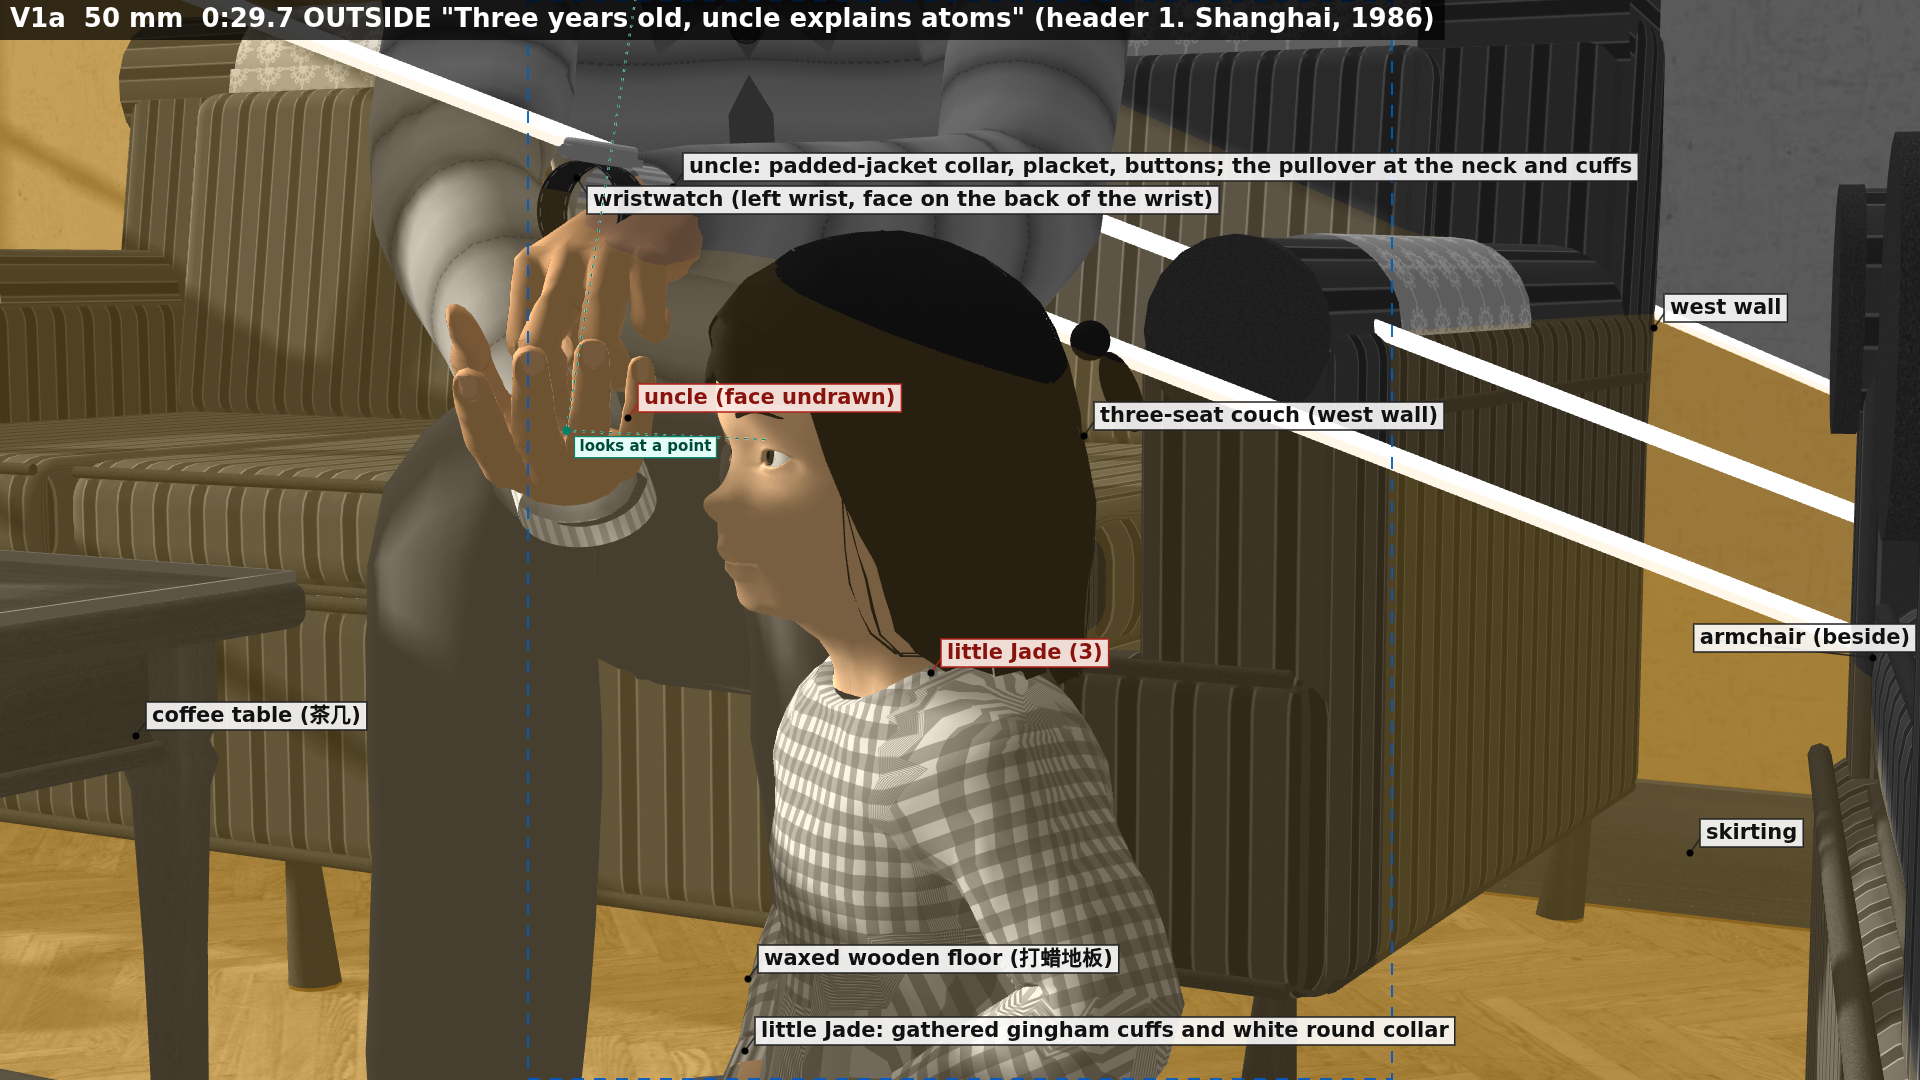 V1a 50 mm 0:29.7 OUTSIDE "Three years old, uncle explains atoms" (header 1. Shanghai, 1986)
uncle: padded-jacket collar, placket, buttons; the pullover at the neck and cuffs
wristwatch (left wrist, face on the back of the wrist)
west wall
uncle (face undrawn)
three-seat couch (west wall)
looks at a point
armchair (beside)
little Jade (3)
coffee table (茶几)
skirting
waxed wooden floor (打蜡地板)
little Jade: gathered gingham cuffs and white round collar